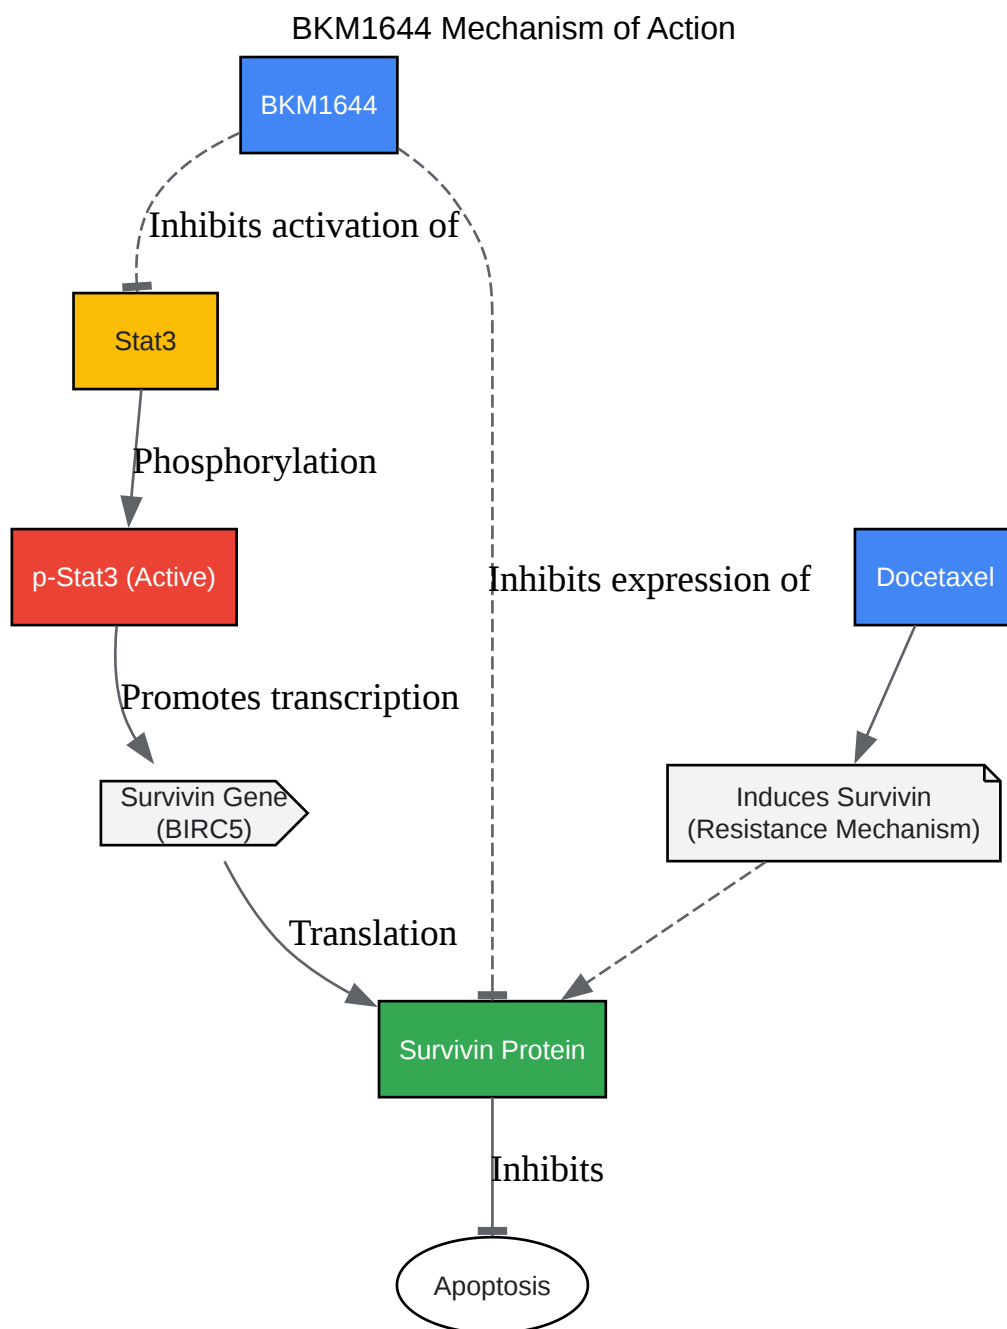 BKM1644 Mechanism of Action
BKM1644
Inhibits activation of
Stat3
Phosphorylation
p-Stat3 (Active)
Inhibits expression of
Docetaxel
Promotes transcription
Survivin Gene
(BIRC5)
Induces Survivin
(Resistance Mechanism)
Translation
Survivin Protein
Inhibits
Apoptosis